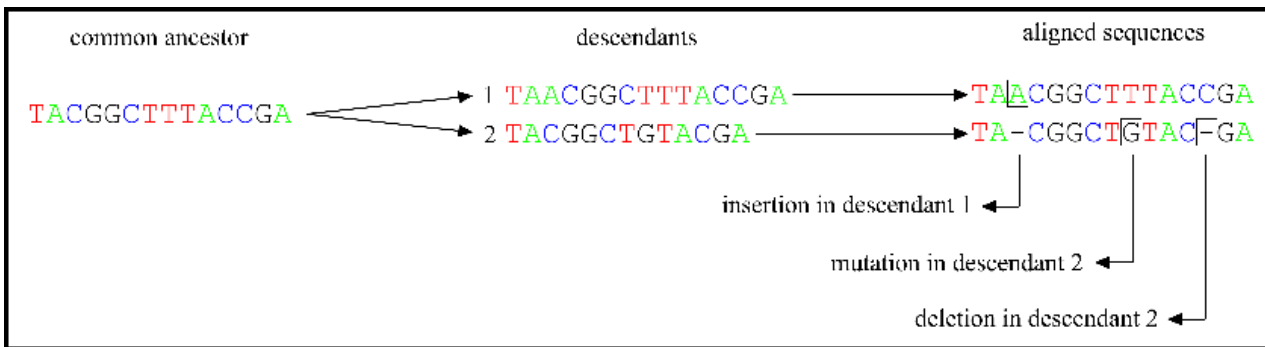 common ancestor
descendants
aligned sequences
TACGGCTTTACCGA
1 TAACGGCTTTACCGA
2 TACGGCTGTACGA
TAACGGCTTTACCGA
TA-CGGCTGTAC-GA
insertion in descendant 1
mutation in descendant 2
deletion in descendant 2